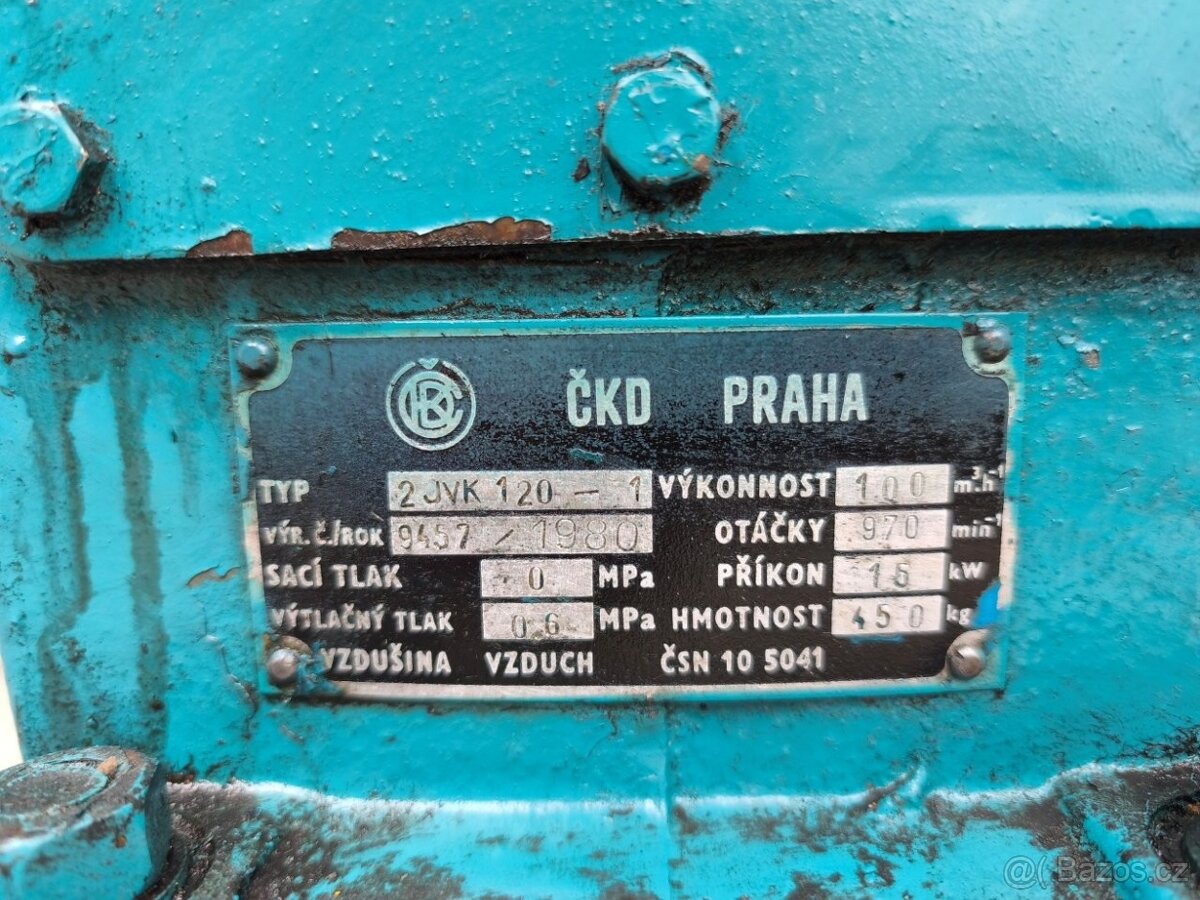 ČKD PRAHA
TYP 2JVK 120 - 1 VÝKONNOST 100 m³h⁻¹
VÝR. Č./ROK 9457 / 1980 OTÁČKY 970 min⁻¹
SACÍ TLAK 0 MPa PŘÍKON 15 kW
VÝTLAČNÝ TLAK 0.6 MPa HMOTNOST 450 kg
VZDUŠINA VZDUCH ČSN 10 5041
@( Bazos.cz